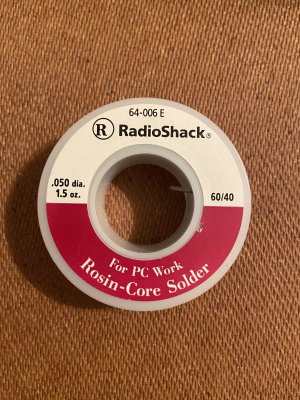 64-006 E
R RadioShack®
.050 dia.
1.5 oz.
60/40
For PC Work
Rosin-Core Solder